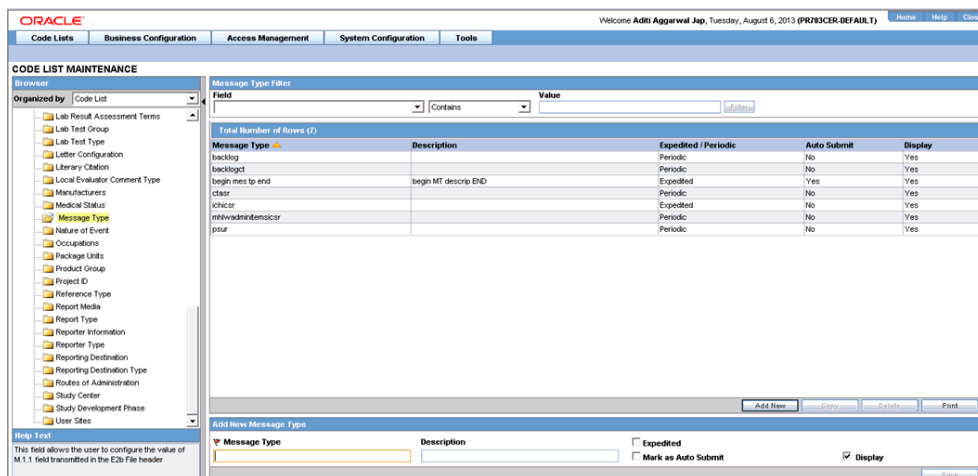 ORACLE
Welcome Aditi Aggarwal Jap, Tuesday, August 6, 2013 (PR703CER-DEFAULT)
Home Help Clos
Code Lists Business Configuration Access Management System Configuration Tools
CODE LIST MAINTENANCE
Browser
Organized by Code List
Lab Result Assessment Terms
Lab Test Group
Lab Test Type
Letter Configuration
Literary Citation
Local Evaluator Comment Type
Manufacturers
Medical Status
Message Type
Nature of Event
Occupations
Package Units
Product Group
Project ID
Reference Type
Report Media
Report Type
Reporter Information
Reporter Type
Reporting Destination
Reporting Destination Type
Routes of Administration
Study Center
Study Development Phase
User Sites
Help Text
This field allows the user to configure the value of
M.1.1 field transmitted in the E2b File header
Message Type Filter
Field Value
Contains Filter
Total Number of Rows (7)
Message Type Description Expedited / Periodic Auto Submit Display
backlog Periodic No Yes
backlogct Periodic No Yes
begin mes tp end begin MT descrip END Expedited Yes Yes
ctasr Periodic No Yes
ichicsr Expedited No Yes
mhlwadminitemsicsr Periodic No Yes
psur Periodic No Yes
Add New Copy Delete Print
Add New Message Type
Message Type Description Expedited
Mark as Auto Submit Display
Save